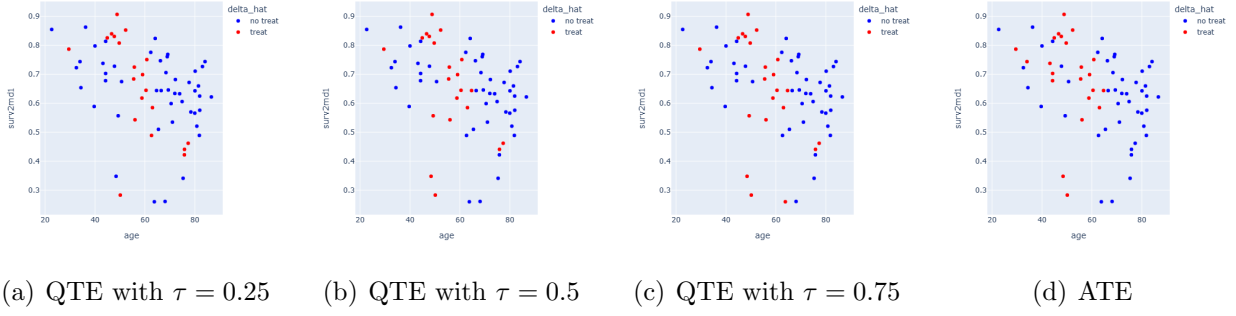 delta_hat
no treat
treat
0.9
0.8
0.7
0.6
0.5
0.4
0.3
surv2md1
20 40 60 80
age
delta_hat
no treat
treat
0.9
0.8
0.7
0.6
0.5
0.4
0.3
surv2md1
20 40 60 80
age
delta_hat
no treat
treat
0.9
0.8
0.7
0.6
0.5
0.4
0.3
surv2md1
20 40 60 80
age
delta_hat
no treat
treat
0.9
0.8
0.7
0.6
0.5
0.4
0.3
surv2md1
20 40 60 80
age
(a) QTE with τ = 0.25
(b) QTE with τ = 0.5
(c) QTE with τ = 0.75
(d) ATE